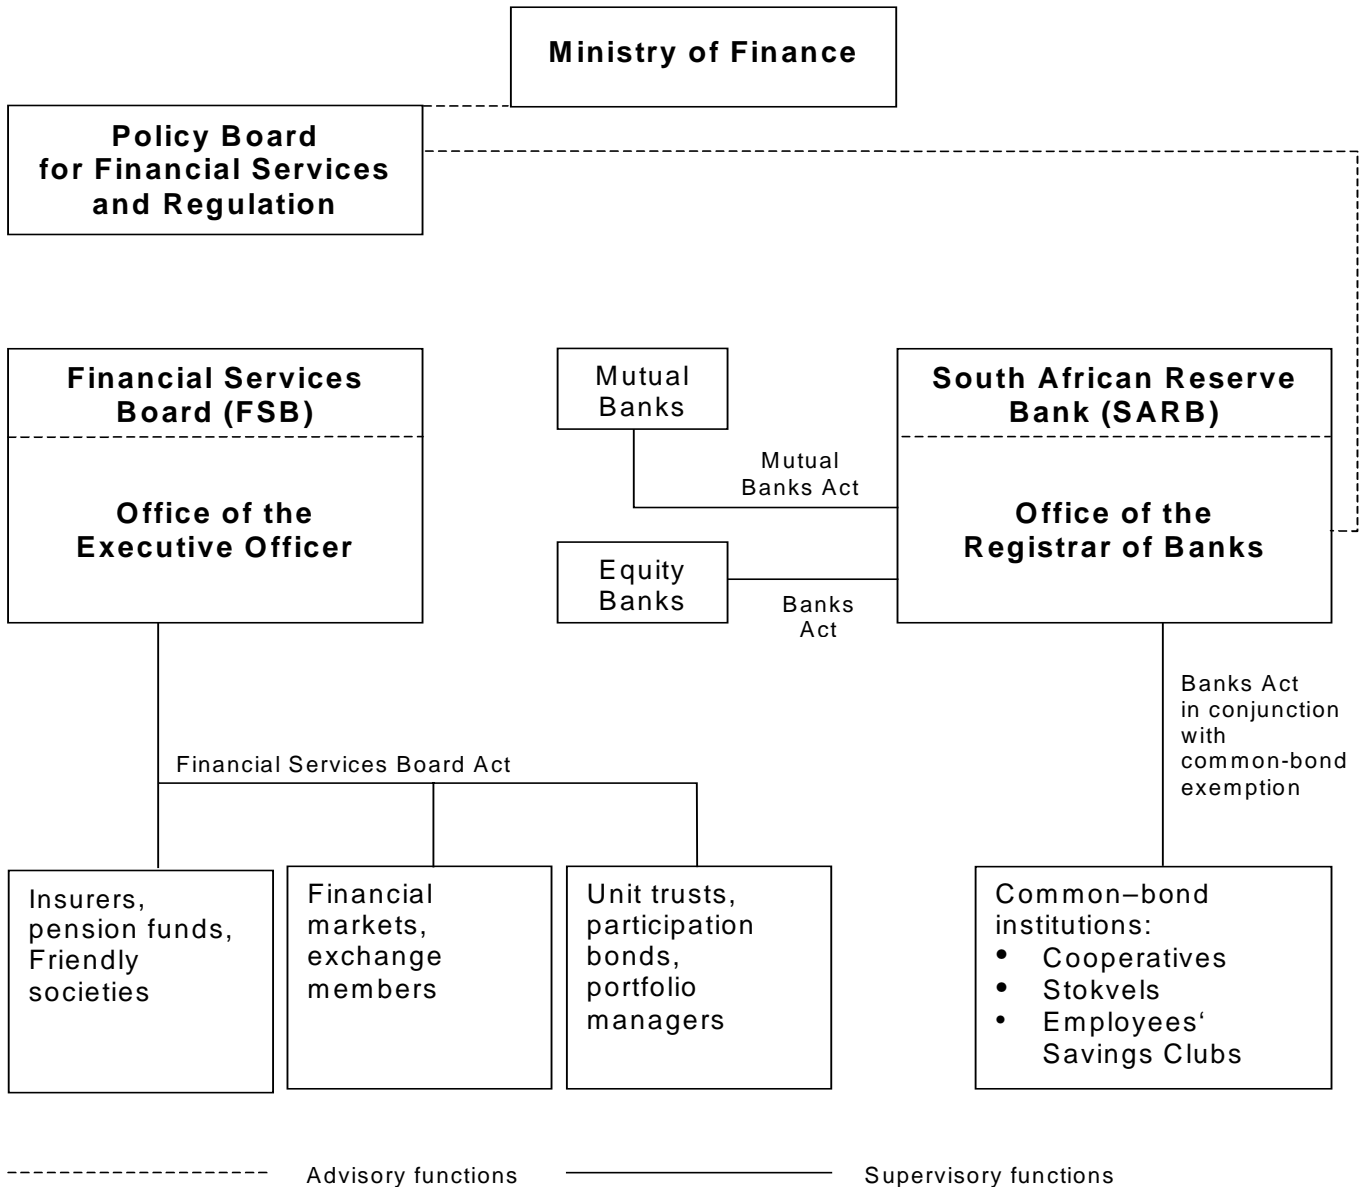 Ministry of Finance
Policy Board
for Financial Services
and Regulation
Financial Services
Board (FSB)
Office of the
Executive Officer
Mutual
Banks
Mutual
Banks Act
Equity
Banks
Banks
Act
South African Reserve
Bank (SARB)
Office of the
Registrar of Banks
Banks Act
in conjunction
with
common-bond
exemption
Financial Services Board Act
Insurers,
pension funds,
Friendly
societies
Financial
markets,
exchange
members
Unit trusts,
participation
bonds,
portfolio
managers
Common–bond
institutions:
• Cooperatives
• Stokvels
• Employees‘
Savings Clubs
Advisory functions
Supervisory functions